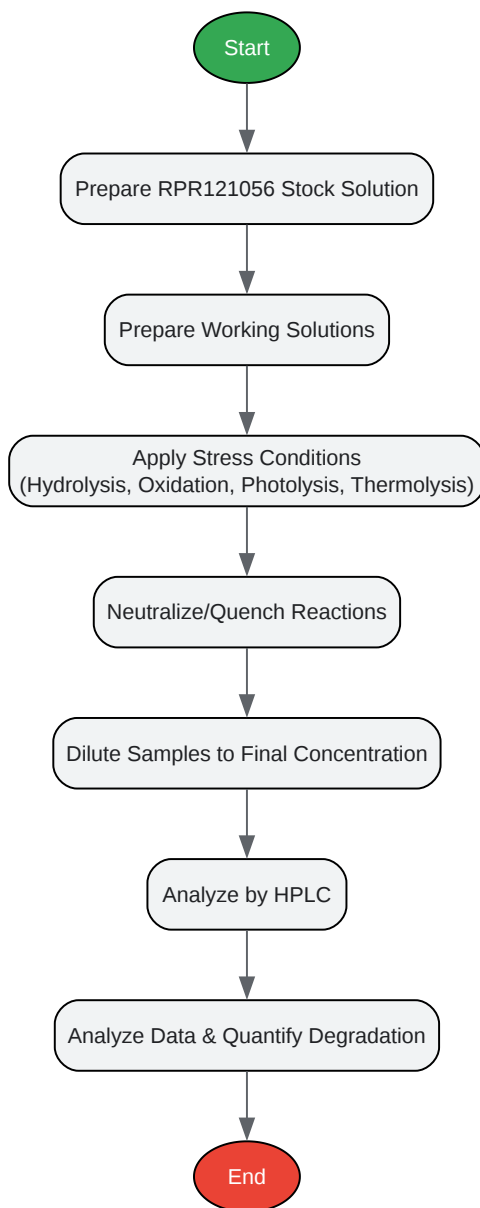 Start
Prepare RPR121056 Stock Solution
Prepare Working Solutions
Apply Stress Conditions
(Hydrolysis, Oxidation, Photolysis, Thermolysis)
Neutralize/Quench Reactions
Dilute Samples to Final Concentration
Analyze by HPLC
Analyze Data & Quantify Degradation
End